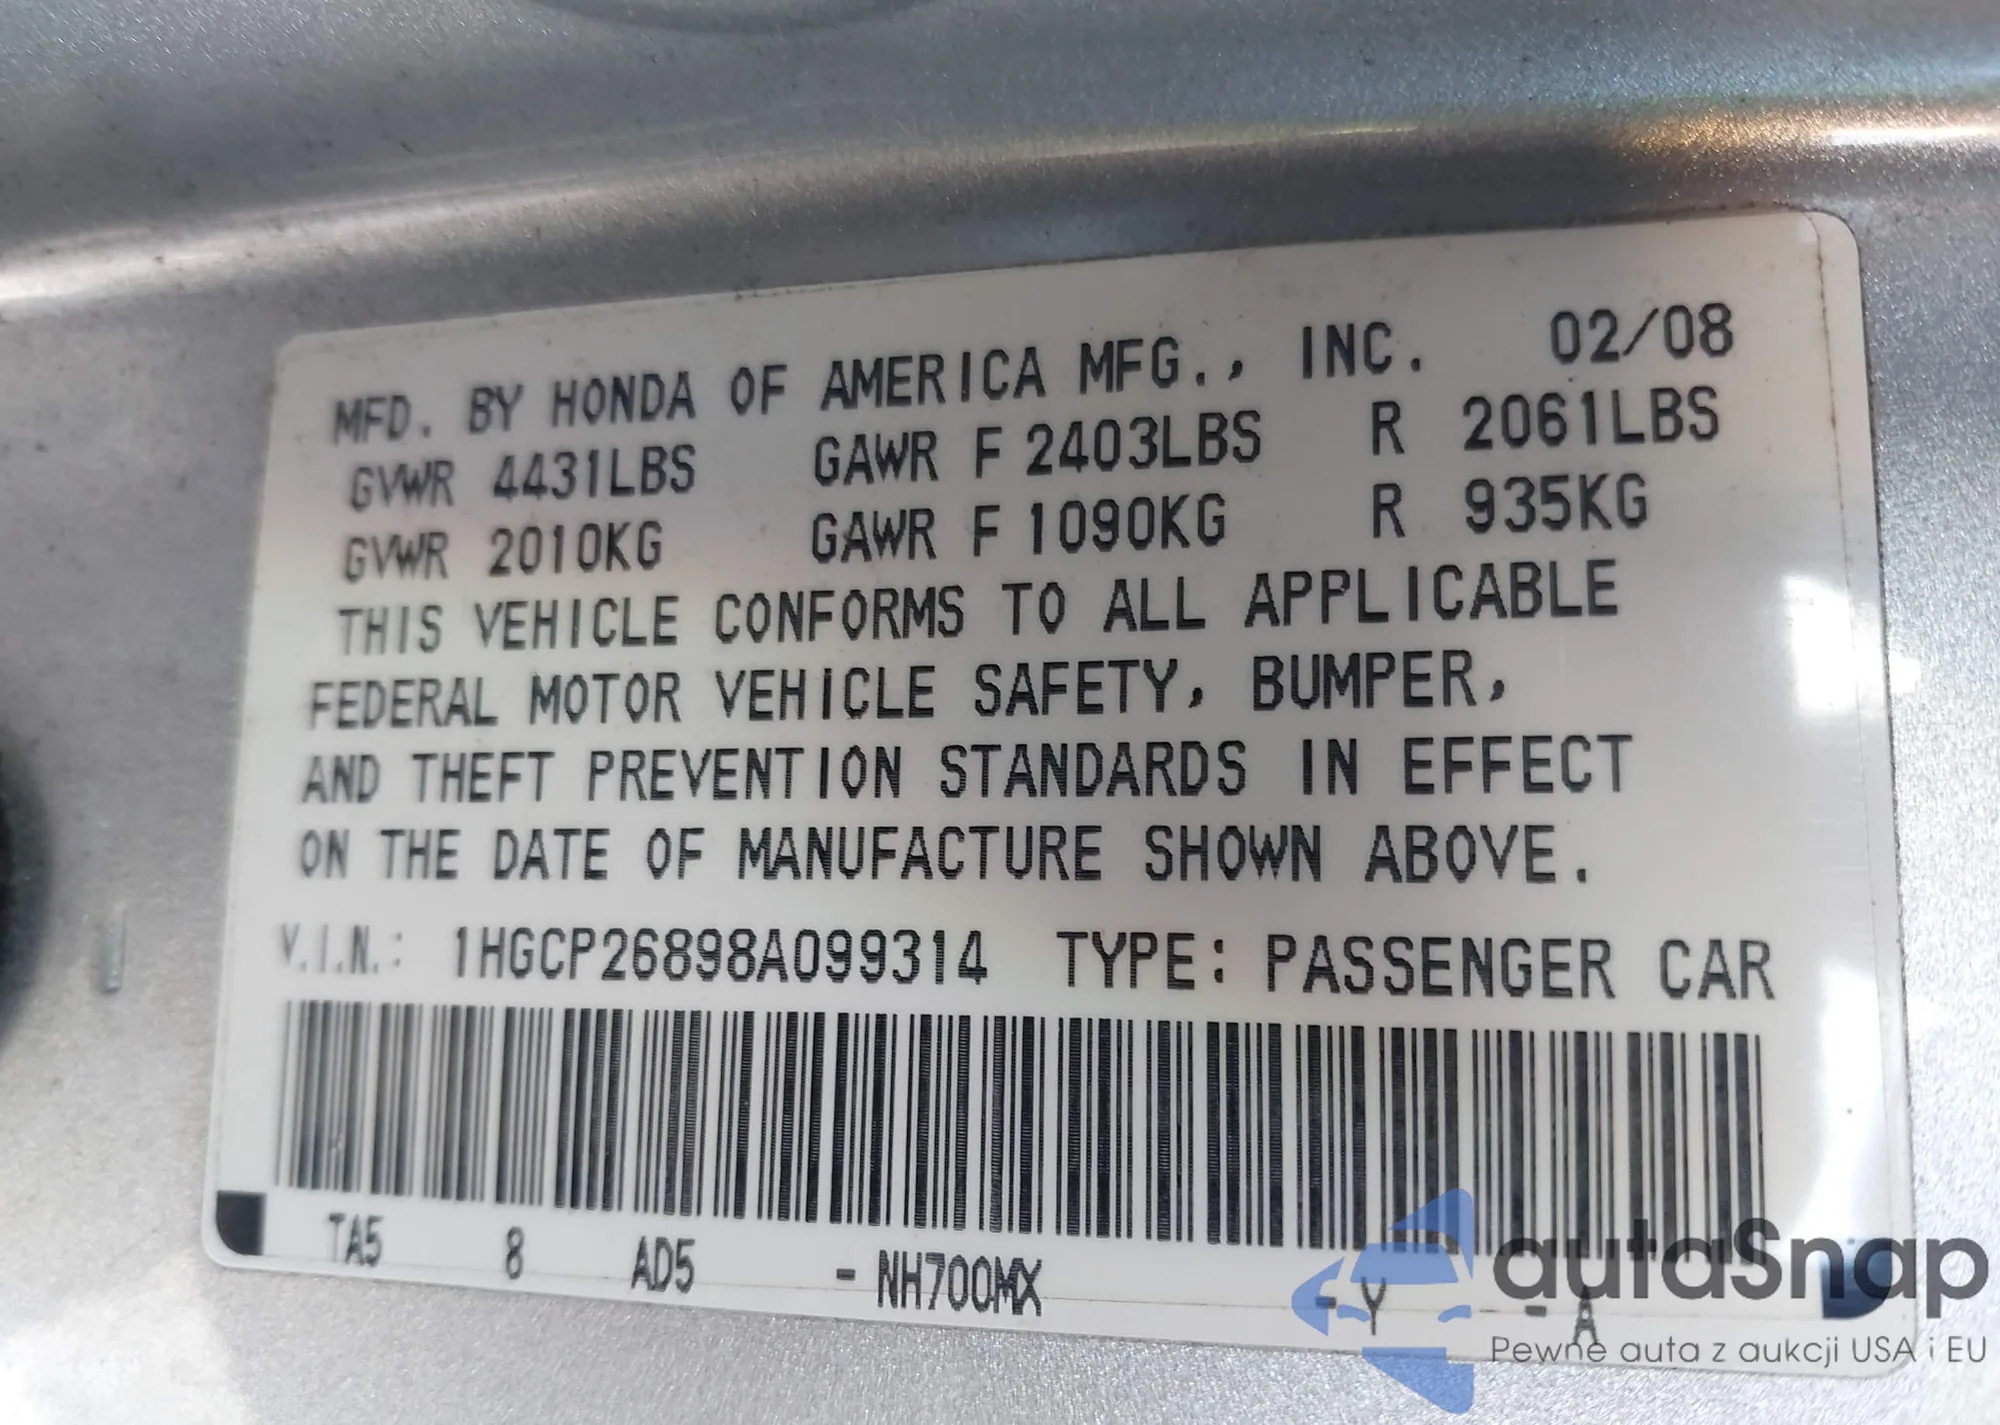 MFD. BY HONDA OF AMERICA MFG., INC. 02/08
GVWR 4431LBS GAWR F 2403LBS R 2061LBS
GVWR 2010KG GAWR F 1090KG R 935KG
THIS VEHICLE CONFORMS TO ALL APPLICABLE
FEDERAL MOTOR VEHICLE SAFETY, BUMPER,
AND THEFT PREVENTION STANDARDS IN EFFECT
ON THE DATE OF MANUFACTURE SHOWN ABOVE.
V.I.N.: 1HGCP26898A099314 TYPE: PASSENGER CAR
TA5 8 AD5 - NH700MX - Y - A
autaSnap
Pewne auta z aukcji USA i EU